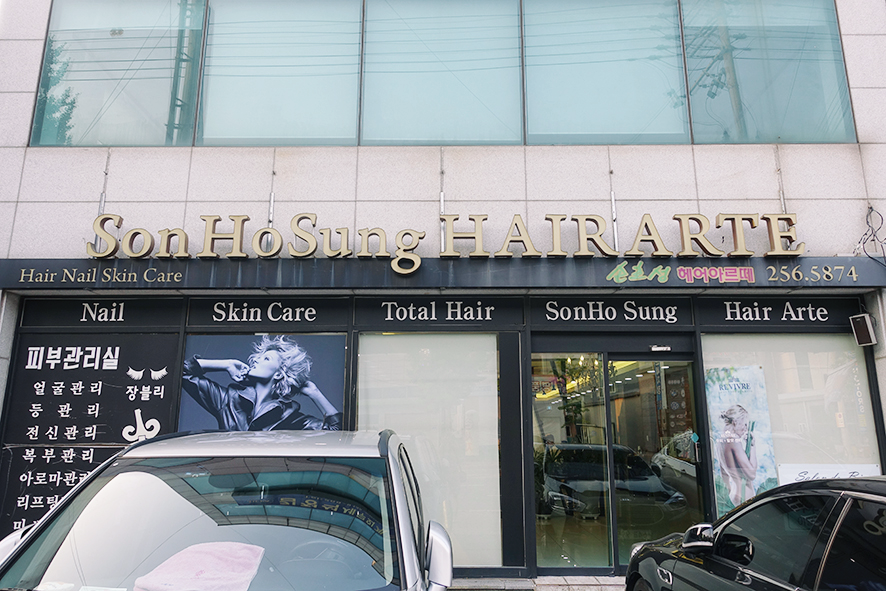 SonHoSung HAIR ARTE
Hair Nail Skin Care
손호성 헤어아르떼 256.5874
Nail
Skin Care
Total Hair
SonHo Sung
Hair Arte
피부관리실
얼굴관리
등관리
전신관리
복부관리
아로마관리
리프팅
장블리
REVIVRE